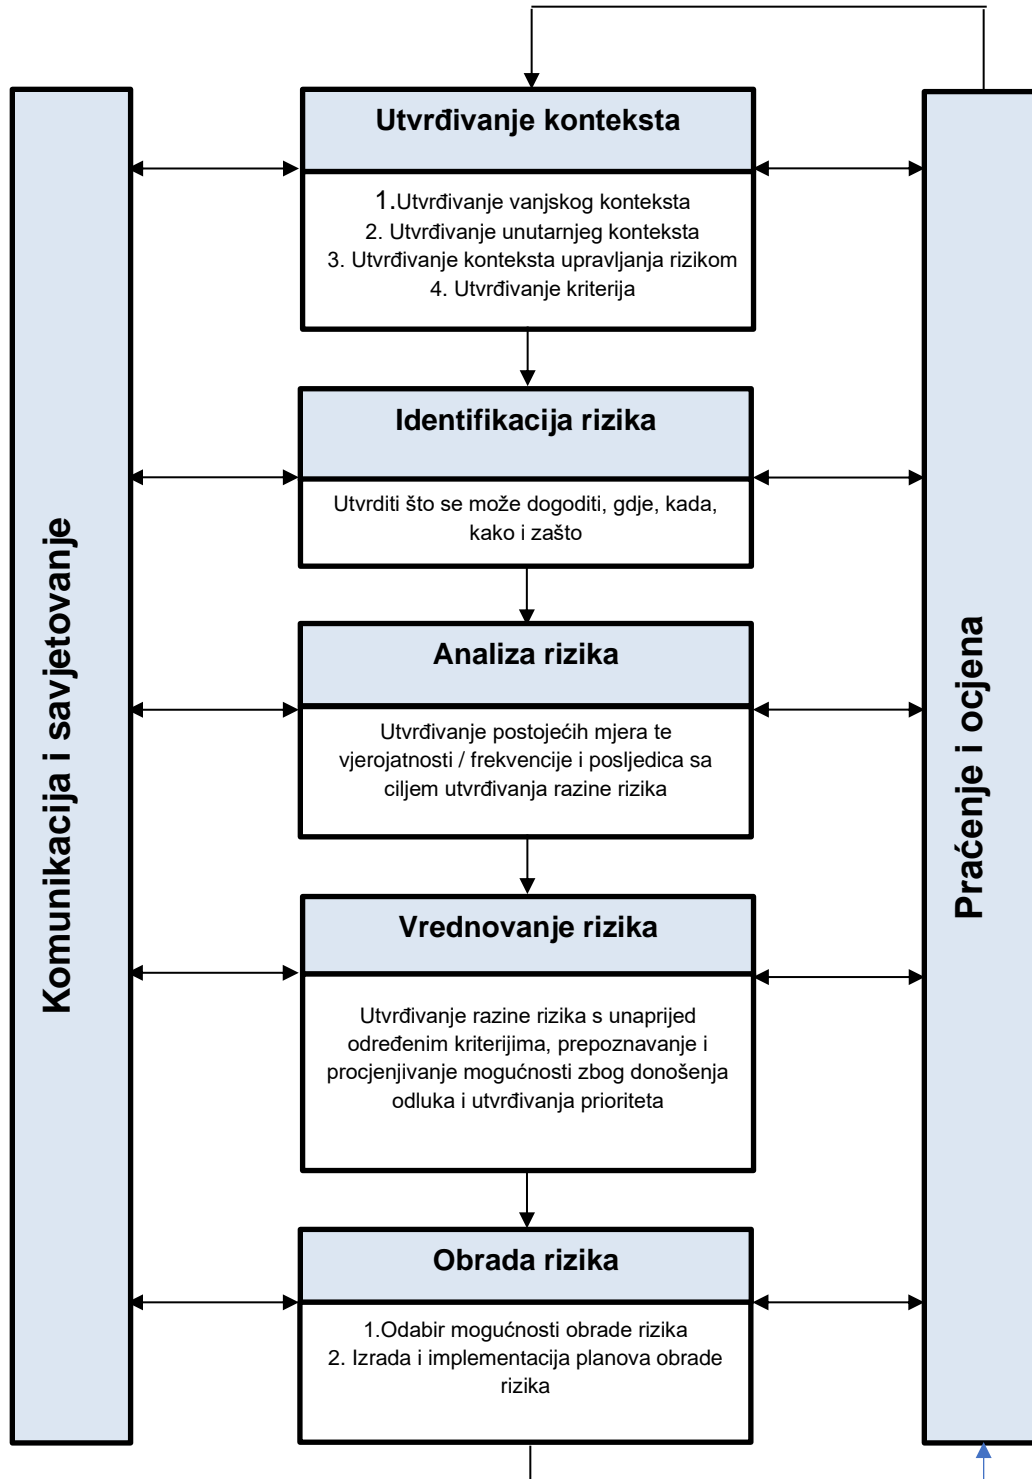 Utvrđivanje konteksta
1.Utvrđivanje vanjskog konteksta
2. Utvrđivanje unutarnjeg konteksta
3. Utvrđivanje konteksta upravljanja rizikom
4. Utvrđivanje kriterija
Identifikacija rizika
Utvrditi što se može dogoditi, gdje, kada,
kako i zašto
Analiza rizika
Utvrđivanje postojećih mjera te
vjerojatnosti / frekvencije i posljedica sa
ciljem utvrđivanja razine rizika
Vrednovanje rizika
Utvrđivanje razine rizika s unaprijed
određenim kriterijima, prepoznavanje i
procjenjivanje mogućnosti zbog donošenja
odluka i utvrđivanja prioriteta
Obrada rizika
1.Odabir mogućnosti obrade rizika
2. Izrada i implementacija planova obrade
rizika
Komunikacija i savjetovanje
Praćenje i ocjena